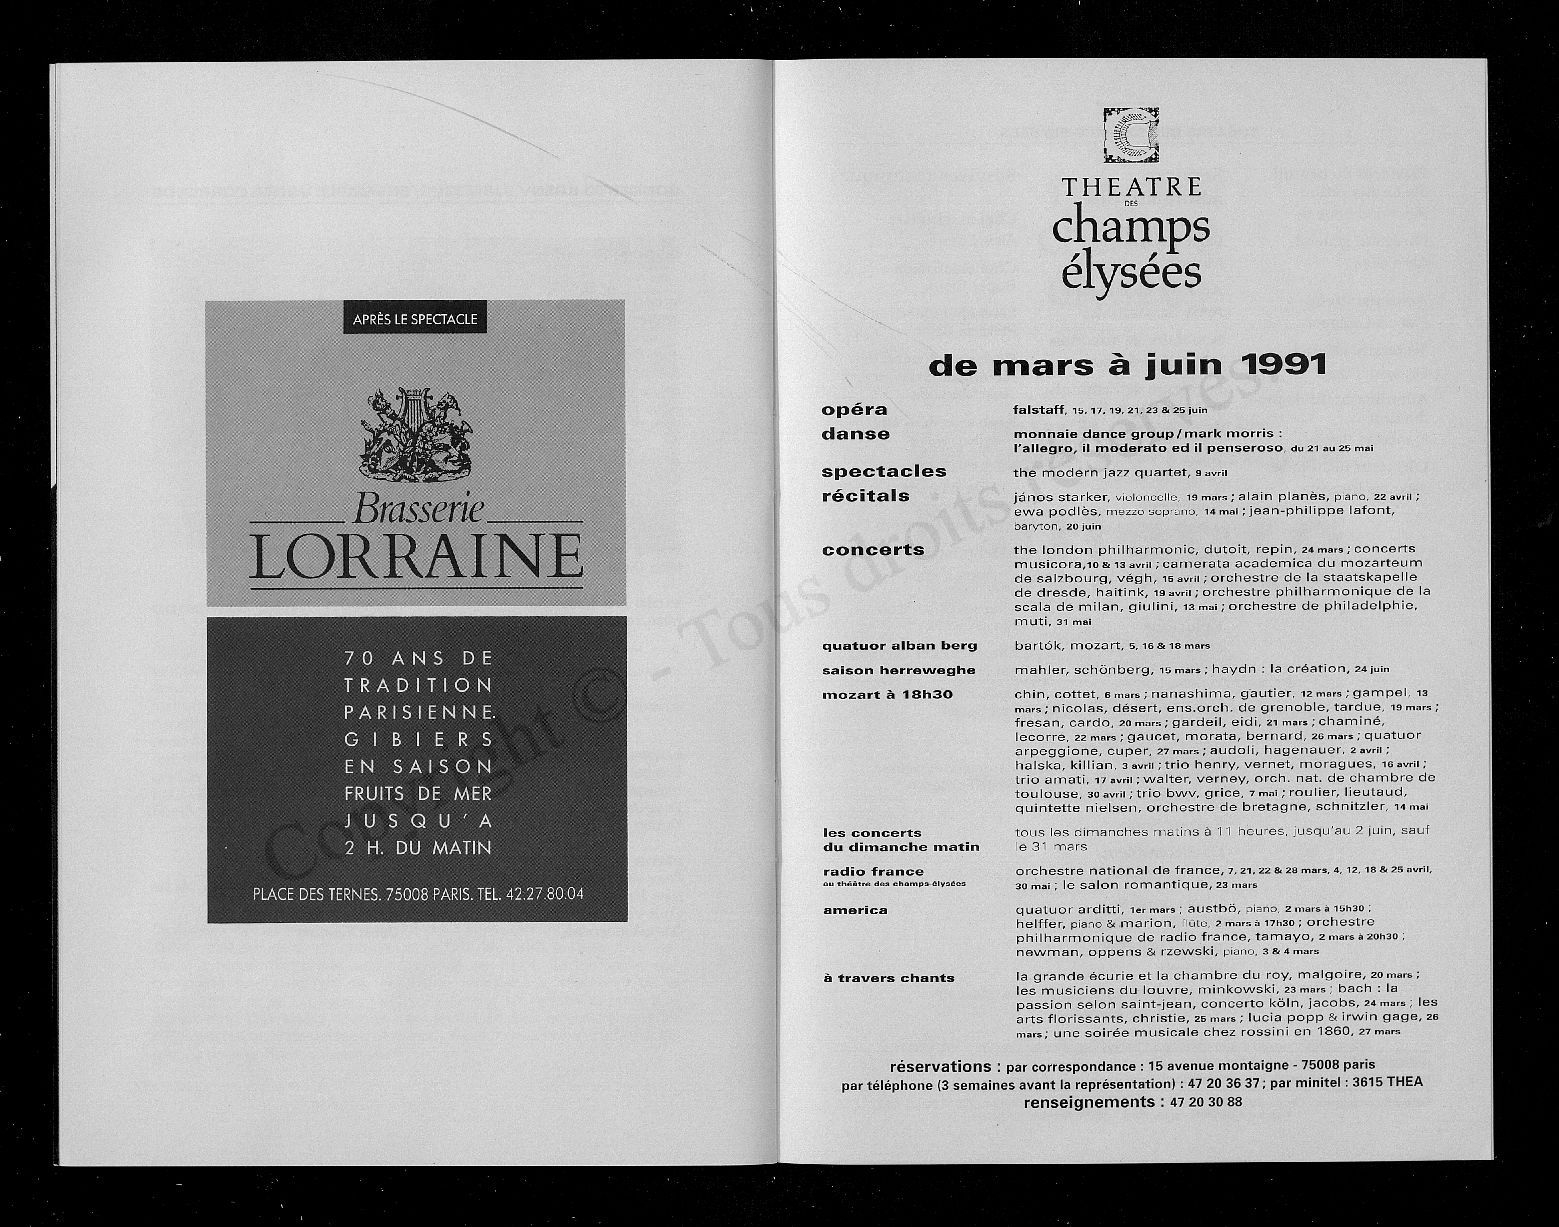 APRÈS LE SPECTACLE
Brasserie
LORRAINE
70 ANS DE
TRADITION
PARISIENNE.
GIBIERS
EN SAISON
FRUITS DE MER
JUSQU'A
2 H. DU MATIN
PLACE DES TERNES. 75008 PARIS. TEL. 42.27.80.04
THEATRE
DES
champs
élysées
de mars à juin 1991
opéra falstaff, 15, 17, 19, 21, 23 & 25 juin
danse monnaie dance group/mark morris :
l'allegro, il moderato ed il penseroso, du 21 au 25 mai
spectacles the modern jazz quartet, 9 avril
récitals jános starker, violoncelle, 19 mars ; alain planès, piano, 22 avril ;
ewa podlès, mezzo soprano, 14 mai ; jean-philippe lafont,
baryton, 20 juin
concerts the london philharmonic, dutoit, repin, 24 mars ; concerts
musicora, 10 & 13 avril ; camerata academica du mozarteum
de salzbourg, végh, 15 avril ; orchestre de la staatskapelle
de dresde, haitink, 19 avril ; orchestre philharmonique de la
scala de milan, giulini, 13 mai ; orchestre de philadelphie,
muti, 31 mai
quatuor alban berg bartók, mozart, 5, 16 & 18 mars
saison herreweghe mahler, schönberg, 15 mars ; haydn : la création, 24 juin
mozart à 18h30 chin, cottet, 6 mars ; nanashima, gautier, 12 mars ; gampel, 13
mars ; nicolas, désert, ens.orch. de grenoble, tardue, 19 mars ;
fresan, cardo, 20 mars ; gardeil, eidi, 21 mars ; chaminé,
lecorre, 22 mars ; gaucet, morata, bernard, 26 mars ; quatuor
arpeggione, cuper, 27 mars ; audoli, hagenauer, 2 avril ;
halska, killian, 3 avril ; trio henry, vernet, moragues, 16 avril ;
trio amati, 17 avril ; walter, verney, orch. nat. de chambre de
toulouse, 30 avril ; trio bwv, grice, 7 mai ; roulier, lieutaud,
quintette nielsen, orchestre de bretagne, schnitzler, 14 mai
les concerts tous les dimanches matins à 11 heures, jusqu'au 2 juin, sauf
du dimanche matin le 31 mars
radio france orchestre national de france, 7, 21, 22 & 28 mars, 4, 12, 18 & 25 avril,
au théâtre des champs-élysées 30 mai ; le salon romantique, 23 mars
america quatuor arditti, 1er mars ; austbö, piano, 2 mars à 15h30 ;
helffer, piano & marion, flûte, 2 mars à 17h30 ; orchestre
philharmonique de radio france, tamayo, 2 mars à 20h30 ;
newman, oppens & rzewski, piano, 3 & 4 mars
à travers chants la grande écurie et la chambre du roy, malgoire, 20 mars ;
les musiciens du louvre, minkowski, 23 mars ; bach : la
passion selon saint-jean, concerto köln, jacobs, 24 mars ; les
arts florissants, christie, 25 mars ; lucia popp & irwin gage, 26
mars ; une soirée musicale chez rossini en 1860, 27 mars
réservations : par correspondance : 15 avenue montaigne - 75008 paris
par téléphone (3 semaines avant la représentation) : 47 20 36 37 ; par minitel : 3615 THEA
renseignements : 47 20 30 88
Copyright © - Tous droits réservés.